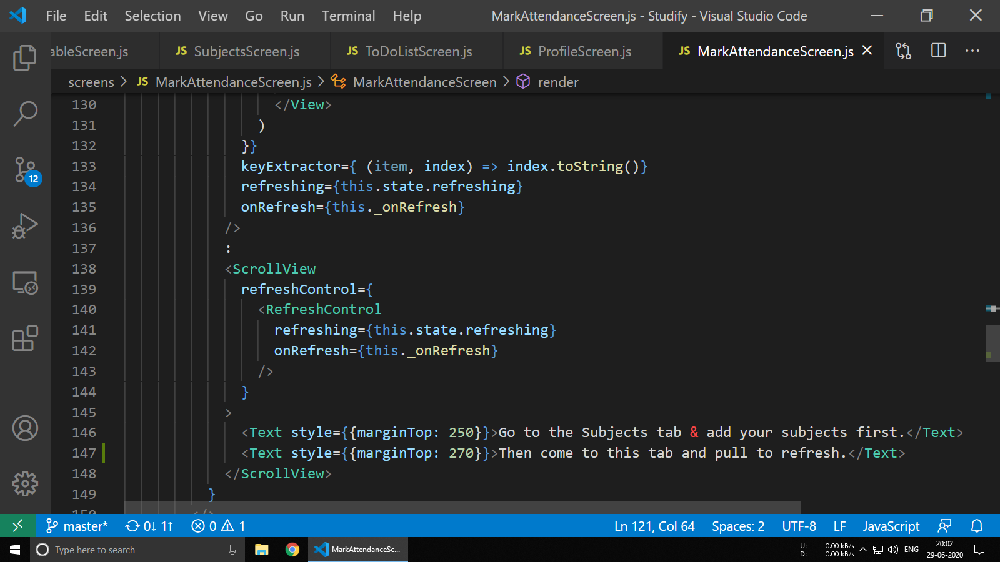 File Edit Selection View Go Run Terminal Help MarkAttendanceScreen.js - Studify - Visual Studio Code
ableScreen.js JS SubjectsScreen.js JS ToDoListScreen.js JS ProfileScreen.js JS MarkAttendanceScreen.js
screens > JS MarkAttendanceScreen.js > MarkAttendanceScreen > render
130 </View>
131 )
132 }}
133 keyExtractor={ (item, index) => index.toString()}
134 refreshing={this.state.refreshing}
135 onRefresh={this._onRefresh}
136 />
137 :
138 <ScrollView
139 refreshControl={
140 <RefreshControl
141 refreshing={this.state.refreshing}
142 onRefresh={this._onRefresh}
143 />
144 }
145 >
146 <Text style={{marginTop: 250}}>Go to the Subjects tab & add your subjects first.</Text>
147 <Text style={{marginTop: 270}}>Then come to this tab and pull to refresh.</Text>
148 </ScrollView>
149 }
150 </>
12
master* 0↓ 1↑ 0 1 Ln 121, Col 64 Spaces: 2 UTF-8 LF JavaScript
Type here to search MarkAttendanceSc... U: 0.00 kB/s ENG 20:02
D: 0.00 kB/s 29-06-2020